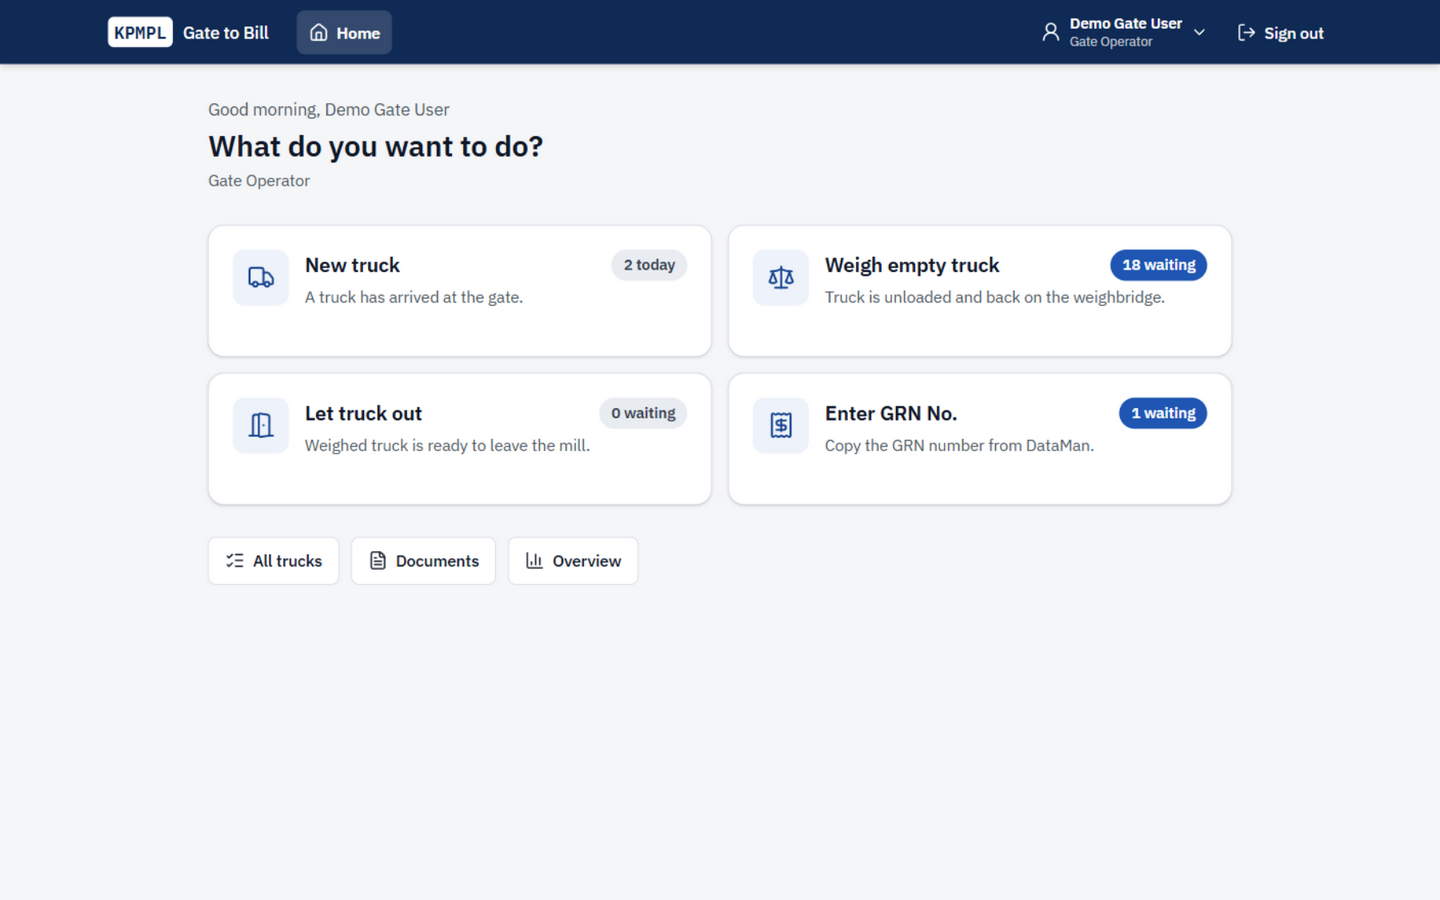 KPMPL Gate to Bill Home Demo Gate User Sign out
Gate Operator
Good morning, Demo Gate User
What do you want to do?
Gate Operator
New truck 2 today
A truck has arrived at the gate.
Weigh empty truck 18 waiting
Truck is unloaded and back on the weighbridge.
Let truck out 0 waiting
Weighed truck is ready to leave the mill.
Enter GRN No. 1 waiting
Copy the GRN number from DataMan.
All trucks Documents Overview